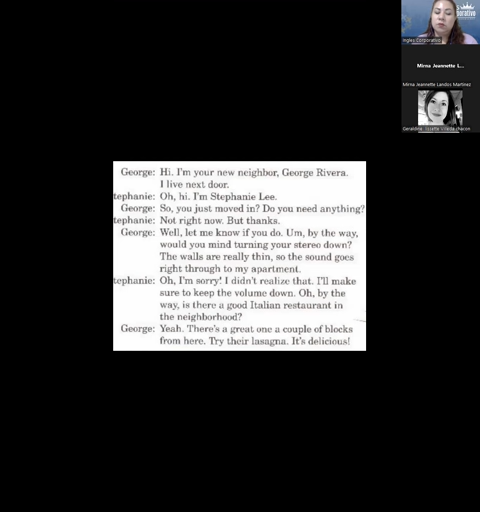 porativo
Inglés Corporativo
Mirna Jeannette L...
Mirna Jeannette Landos Martinez
George: Hi. I'm your new neighbor, George Rivera.
I live next door.
tephanie: Oh, hi. I'm Stephanie Lee.
George: So, you just moved in? Do you need anything?
tephanie: Not right now. But thanks.
George: Well, let me know if you do. Um, by the way,
would you mind turning your stereo down?
The walls are really thin, so the sound goes
right through to my apartment.
tephanie: Oh, I'm sorry! I didn't realize that. I'll make
sure to keep the volume down. Oh, by the
way, is there a good Italian restaurant in
the neighborhood?
George: Yeah. There's a great one a couple of blocks
from here. Try their lasagna. It's delicious!